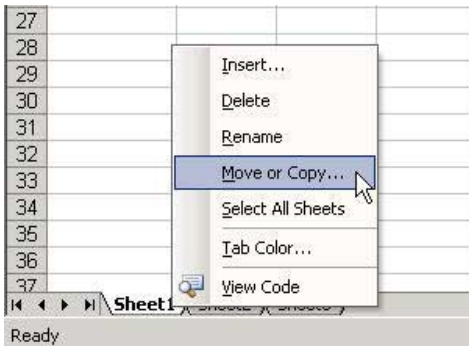 27
28
29
30
31
32
33
34
35
36
37
Insert...
Delete
Rename
Move or Copy...
Select All Sheets
Tab Color...
View Code
Sheet1
Ready